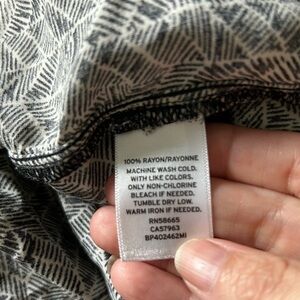 100% RAYON/RAYONNE
MACHINE WASH COLD.
WITH LIKE COLORS.
ONLY NON-CHLORINE
BLEACH IF NEEDED.
TUMBLE DRY LOW.
WARM IRON IF NEEDED.
RN58665
CA57963
BP402462MI